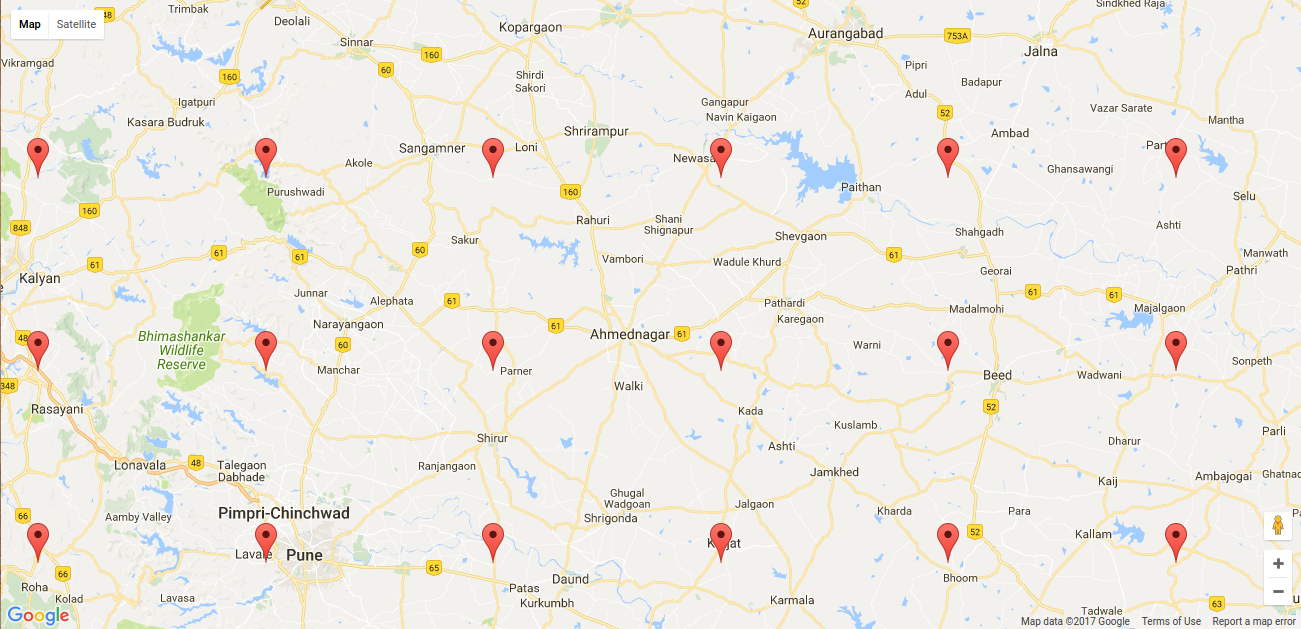 Map
Satellite
48
Trimbak
Deolali
Kopargaon
52
Sindkhed Raja
Aurangabad
753A
Jalna
Sinnar
160
60
Vikramgad
160
Shirdi
Sakori
Pipri
Badapur
Adul
Igatpuri
Gangapur
Vazar Sarate
Kasara Budruk
Navin Kaigaon
52
Mantha
Shrirampur
Ambad
Sangamner
Loni
Part
Akole
Newasa
Ghansawangi
Purushwadi
160
Paithan
Selu
160
Rahuri
Shani
Shignapur
848
Ashti
Shahgadh
Sakur
Shevgaon
61
61
60
61
Manwath
61
Vambori
Wadule Khurd
Georai
Pathri
Kalyan
Junnar
Alephata
61
61
61
Pathardi
Madalmohi
Majalgaon
Narayangaon
61
Ahmednagar
61
Karegaon
48
Bhimashankar
Wildlife
Reserve
60
Warni
Sonpeth
Manchar
Parner
Beed
Wadwani
348
Walki
Rasayani
Kada
52
Shirur
Kuslamb
Parli
Ashti
Dharur
Lonavala
48
Talegaon
Dabhade
Ranjangaon
Jamkhed
Kaij
Ambajogai
Ghatnad
Ghugal
Wadgoan
Jalgaon
66
Aamby Valley
Pimpri-Chinchwad
Shrigonda
Kharda
Para
52
Kallam
Lavale
Pune
65
Roha
66
Daund
Bhoom
Patas
Kolad
Lavasa
Kurkumbh
Karmala
63
Tadwale
Google
Map data ©2017 Google
Terms of Use
Report a map error